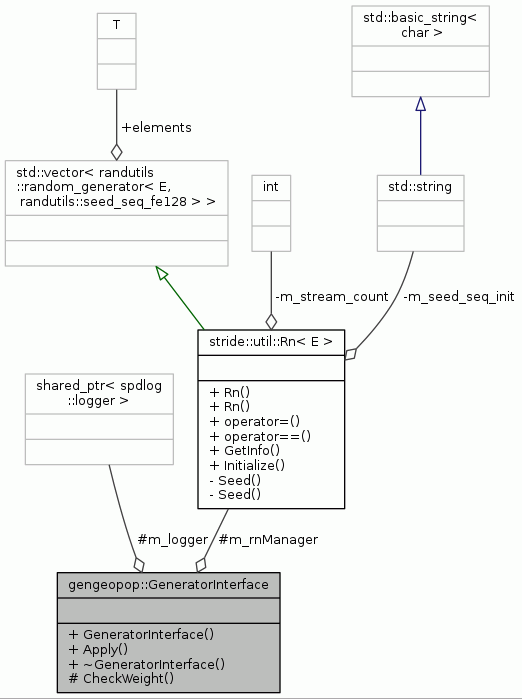 T
std::basic_string<
char >
+elements
std::vector< randutils
::random_generator< E,
randutils::seed_seq_fe128 > >
int
std::string
-m_stream_count
-m_seed_seq_init
stride::util::Rn< E >
+ Rn()
+ Rn()
+ operator=()
+ operator==()
+ GetInfo()
+ Initialize()
- Seed()
- Seed()
shared_ptr< spdlog
::logger >
#m_logger
#m_rnManager
gengeopop::GeneratorInterface
+ GeneratorInterface()
+ Apply()
+ ~GeneratorInterface()
# CheckWeight()